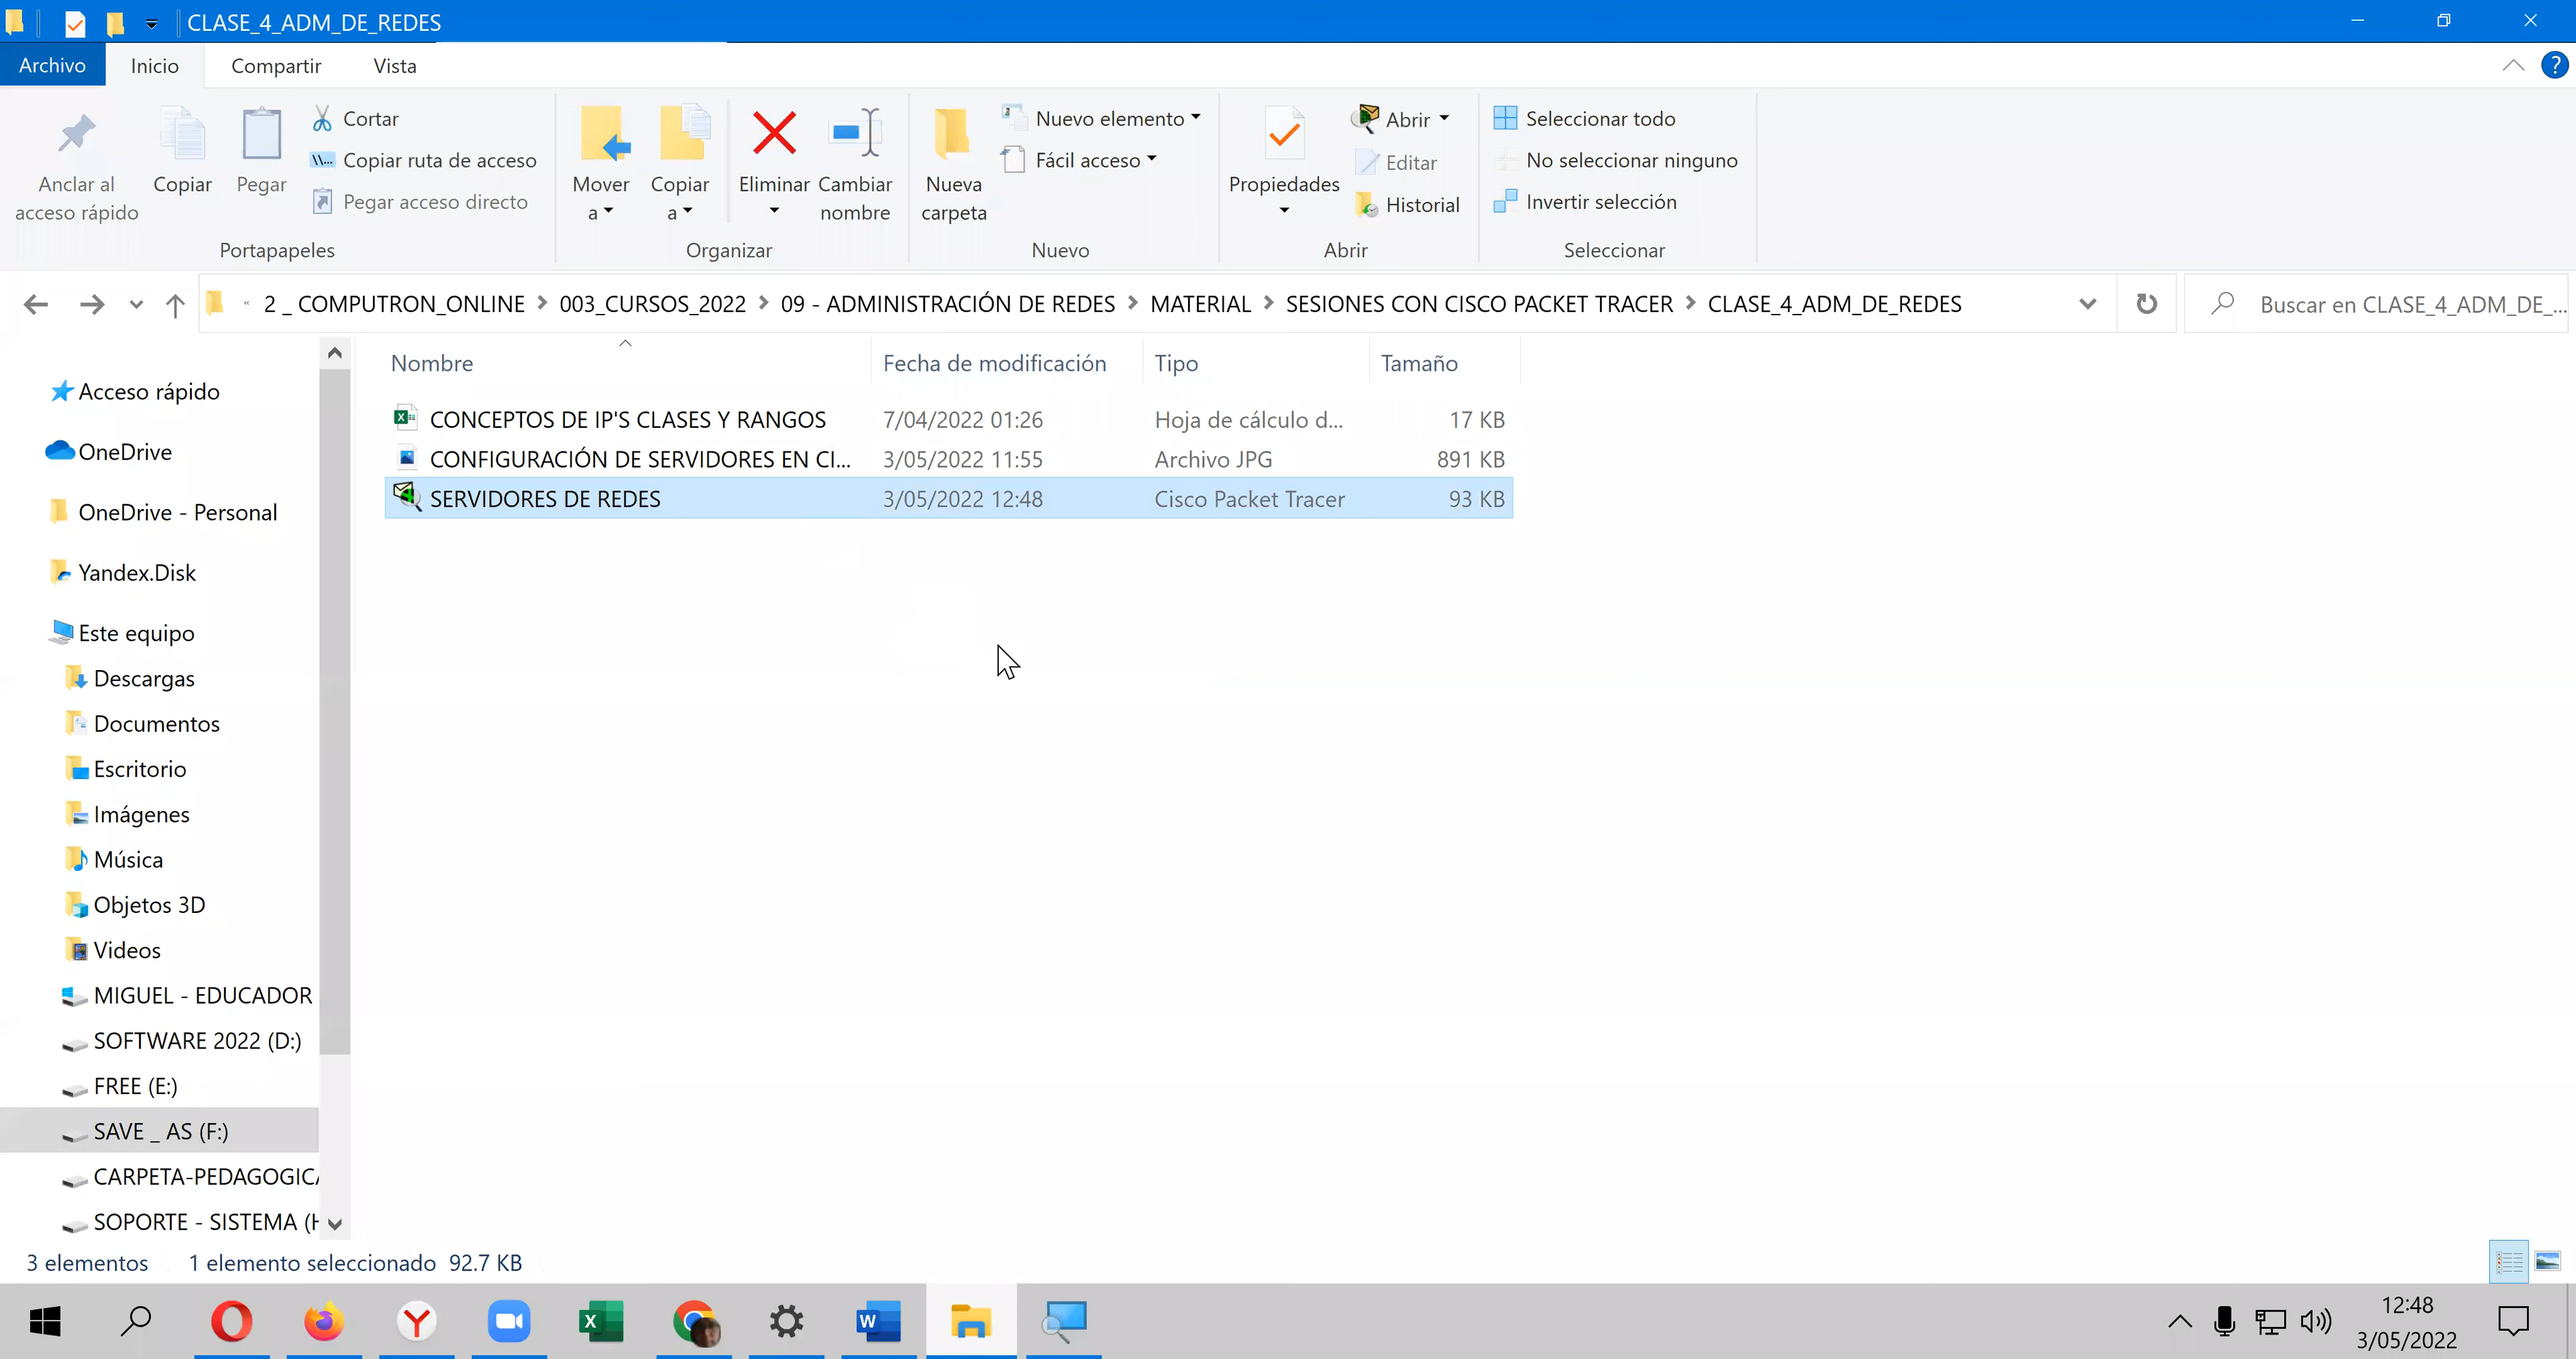 CLASE_4_ADM_DE_REDES
Archivo Inicio Compartir Vista
Anclar al
acceso rápido
Copiar
Pegar
Cortar
Copiar ruta de acceso
Pegar acceso directo
Portapapeles
Mover
a
Copiar
a
Eliminar
Cambiar
nombre
Organizar
Nueva
carpeta
Nuevo elemento
Fácil acceso
Nuevo
Propiedades
Abrir
Editar
Historial
Abrir
Seleccionar todo
No seleccionar ninguno
Invertir selección
Seleccionar
« 2 _ COMPUTRON_ONLINE > 003_CURSOS_2022 > 09 - ADMINISTRACIÓN DE REDES > MATERIAL > SESIONES CON CISCO PACKET TRACER > CLASE_4_ADM_DE_REDES
Buscar en CLASE_4_ADM_DE_...
Nombre Fecha de modificación Tipo Tamaño
CONCEPTOS DE IP'S CLASES Y RANGOS 7/04/2022 01:26 Hoja de cálculo d... 17 KB
CONFIGURACIÓN DE SERVIDORES EN CI... 3/05/2022 11:55 Archivo JPG 891 KB
SERVIDORES DE REDES 3/05/2022 12:48 Cisco Packet Tracer 93 KB
Acceso rápido
OneDrive
OneDrive - Personal
Yandex.Disk
Este equipo
Descargas
Documentos
Escritorio
Imágenes
Música
Objetos 3D
Videos
MIGUEL - EDUCADOR
SOFTWARE 2022 (D:)
FREE (E:)
SAVE _ AS (F:)
CARPETA-PEDAGOGICA
SOPORTE - SISTEMA (H
3 elementos 1 elemento seleccionado 92.7 KB
12:48
3/05/2022